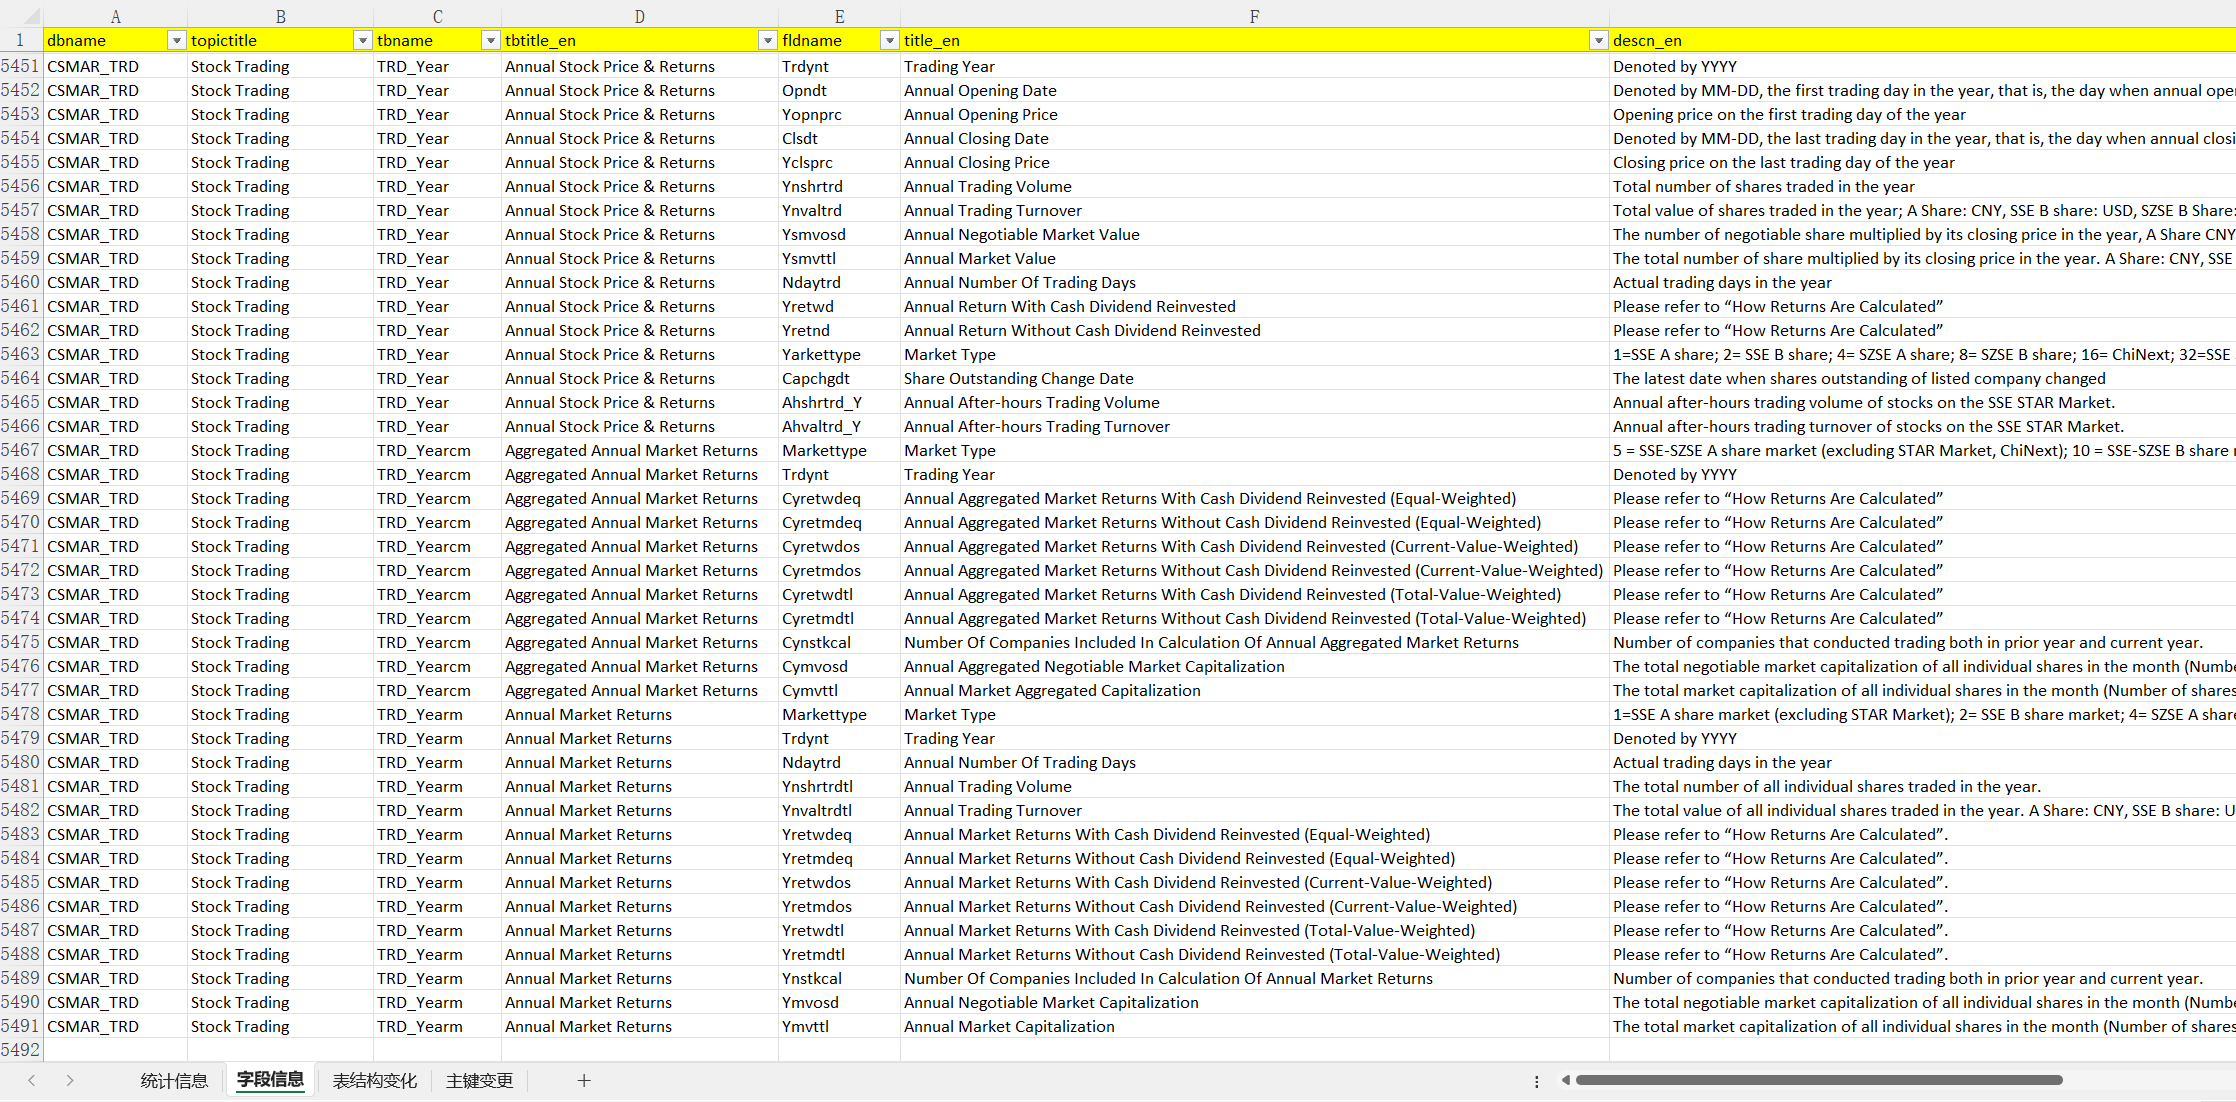 A B C D E F
1 dbname topictitle tbname tbtitle_en fldname title_en descn_en
5451 CSMAR_TRD Stock Trading TRD_Year Annual Stock Price & Returns Trdynt Trading Year Denoted by YYYY
5452 CSMAR_TRD Stock Trading TRD_Year Annual Stock Price & Returns Opndt Annual Opening Date Denoted by MM-DD, the first trading day in the year, that is, the day when annual ope
5453 CSMAR_TRD Stock Trading TRD_Year Annual Stock Price & Returns Yopnprc Annual Opening Price Opening price on the first trading day of the year
5454 CSMAR_TRD Stock Trading TRD_Year Annual Stock Price & Returns Clsdt Annual Closing Date Denoted by MM-DD, the last trading day in the year, that is, the day when annual closi
5455 CSMAR_TRD Stock Trading TRD_Year Annual Stock Price & Returns Yclsprc Annual Closing Price Closing price on the last trading day of the year
5456 CSMAR_TRD Stock Trading TRD_Year Annual Stock Price & Returns Ynshrtrd Annual Trading Volume Total number of shares traded in the year
5457 CSMAR_TRD Stock Trading TRD_Year Annual Stock Price & Returns Ynvaltrd Annual Trading Turnover Total value of shares traded in the year; A Share: CNY, SSE B share: USD, SZSE B Share:
5458 CSMAR_TRD Stock Trading TRD_Year Annual Stock Price & Returns Ysmvosd Annual Negotiable Market Value The number of negotiable share multiplied by its closing price in the year, A Share CNY
5459 CSMAR_TRD Stock Trading TRD_Year Annual Stock Price & Returns Ysmvttl Annual Market Value The total number of share multiplied by its closing price in the year. A Share: CNY, SSE
5460 CSMAR_TRD Stock Trading TRD_Year Annual Stock Price & Returns Ndaytrd Annual Number Of Trading Days Actual trading days in the year
5461 CSMAR_TRD Stock Trading TRD_Year Annual Stock Price & Returns Yretwd Annual Return With Cash Dividend Reinvested Please refer to “How Returns Are Calculated”
5462 CSMAR_TRD Stock Trading TRD_Year Annual Stock Price & Returns Yretnd Annual Return Without Cash Dividend Reinvested Please refer to “How Returns Are Calculated”
5463 CSMAR_TRD Stock Trading TRD_Year Annual Stock Price & Returns Yarkettype Market Type 1=SSE A share; 2= SSE B share; 4= SZSE A share; 8= SZSE B share; 16= ChiNext; 32=SSE
5464 CSMAR_TRD Stock Trading TRD_Year Annual Stock Price & Returns Capchgdt Share Outstanding Change Date The latest date when shares outstanding of listed company changed
5465 CSMAR_TRD Stock Trading TRD_Year Annual Stock Price & Returns Ahshrtrd_Y Annual After-hours Trading Volume Annual after-hours trading volume of stocks on the SSE STAR Market.
5466 CSMAR_TRD Stock Trading TRD_Year Annual Stock Price & Returns Ahvaltrd_Y Annual After-hours Trading Turnover Annual after-hours trading turnover of stocks on the SSE STAR Market.
5467 CSMAR_TRD Stock Trading TRD_Yearcm Aggregated Annual Market Returns Markettype Market Type 5 = SSE-SZSE A share market (excluding STAR Market, ChiNext); 10 = SSE-SZSE B share
5468 CSMAR_TRD Stock Trading TRD_Yearcm Aggregated Annual Market Returns Trdynt Trading Year Denoted by YYYY
5469 CSMAR_TRD Stock Trading TRD_Yearcm Aggregated Annual Market Returns Cyretwdeq Annual Aggregated Market Returns With Cash Dividend Reinvested (Equal-Weighted) Please refer to “How Returns Are Calculated”
5470 CSMAR_TRD Stock Trading TRD_Yearcm Aggregated Annual Market Returns Cyretmdeq Annual Aggregated Market Returns Without Cash Dividend Reinvested (Equal-Weighted) Please refer to “How Returns Are Calculated”
5471 CSMAR_TRD Stock Trading TRD_Yearcm Aggregated Annual Market Returns Cyretwdos Annual Aggregated Market Returns With Cash Dividend Reinvested (Current-Value-Weighted) Please refer to “How Returns Are Calculated”
5472 CSMAR_TRD Stock Trading TRD_Yearcm Aggregated Annual Market Returns Cyretmdos Annual Aggregated Market Returns Without Cash Dividend Reinvested (Current-Value-Weighted) Please refer to “How Returns Are Calculated”
5473 CSMAR_TRD Stock Trading TRD_Yearcm Aggregated Annual Market Returns Cyretwdtl Annual Aggregated Market Returns With Cash Dividend Reinvested (Total-Value-Weighted) Please refer to “How Returns Are Calculated”
5474 CSMAR_TRD Stock Trading TRD_Yearcm Aggregated Annual Market Returns Cyretmdtl Annual Aggregated Market Returns Without Cash Dividend Reinvested (Total-Value-Weighted) Please refer to “How Returns Are Calculated”
5475 CSMAR_TRD Stock Trading TRD_Yearcm Aggregated Annual Market Returns Cynstkcal Number Of Companies Included In Calculation Of Annual Aggregated Market Returns Number of companies that conducted trading both in prior year and current year.
5476 CSMAR_TRD Stock Trading TRD_Yearcm Aggregated Annual Market Returns Cymvosd Annual Aggregated Negotiable Market Capitalization The total negotiable market capitalization of all individual shares in the month (Numbe
5477 CSMAR_TRD Stock Trading TRD_Yearcm Aggregated Annual Market Returns Cymvttl Annual Market Aggregated Capitalization The total market capitalization of all individual shares in the month (Number of shares
5478 CSMAR_TRD Stock Trading TRD_Yearm Annual Market Returns Markettype Market Type 1=SSE A share market (excluding STAR Market); 2= SSE B share market; 4= SZSE A share
5479 CSMAR_TRD Stock Trading TRD_Yearm Annual Market Returns Trdynt Trading Year Denoted by YYYY
5480 CSMAR_TRD Stock Trading TRD_Yearm Annual Market Returns Ndaytrd Annual Number Of Trading Days Actual trading days in the year
5481 CSMAR_TRD Stock Trading TRD_Yearm Annual Market Returns Ynshrtrdtl Annual Trading Volume The total number of all individual shares traded in the year.
5482 CSMAR_TRD Stock Trading TRD_Yearm Annual Market Returns Ynvaltrdtl Annual Trading Turnover The total value of all individual shares traded in the year. A Share: CNY, SSE B share: U
5483 CSMAR_TRD Stock Trading TRD_Yearm Annual Market Returns Yretwdeq Annual Market Returns With Cash Dividend Reinvested (Equal-Weighted) Please refer to “How Returns Are Calculated”.
5484 CSMAR_TRD Stock Trading TRD_Yearm Annual Market Returns Yretmdeq Annual Market Returns Without Cash Dividend Reinvested (Equal-Weighted) Please refer to “How Returns Are Calculated”.
5485 CSMAR_TRD Stock Trading TRD_Yearm Annual Market Returns Yretwdos Annual Market Returns With Cash Dividend Reinvested (Current-Value-Weighted) Please refer to “How Returns Are Calculated”.
5486 CSMAR_TRD Stock Trading TRD_Yearm Annual Market Returns Yretmdos Annual Market Returns Without Cash Dividend Reinvested (Current-Value-Weighted) Please refer to “How Returns Are Calculated”.
5487 CSMAR_TRD Stock Trading TRD_Yearm Annual Market Returns Yretwdtl Annual Market Returns With Cash Dividend Reinvested (Total-Value-Weighted) Please refer to “How Returns Are Calculated”.
5488 CSMAR_TRD Stock Trading TRD_Yearm Annual Market Returns Yretmdtl Annual Market Returns Without Cash Dividend Reinvested (Total-Value-Weighted) Please refer to “How Returns Are Calculated”.
5489 CSMAR_TRD Stock Trading TRD_Yearm Annual Market Returns Ynstkcal Number Of Companies Included In Calculation Of Annual Market Returns Number of companies that conducted trading both in prior year and current year.
5490 CSMAR_TRD Stock Trading TRD_Yearm Annual Market Returns Ymvosd Annual Negotiable Market Capitalization The total negotiable market capitalization of all individual shares in the month (Numbe
5491 CSMAR_TRD Stock Trading TRD_Yearm Annual Market Returns Ymvttl Annual Market Capitalization The total market capitalization of all individual shares in the month (Number of shares
5492
统计信息 字段信息 表结构变化 主键变更